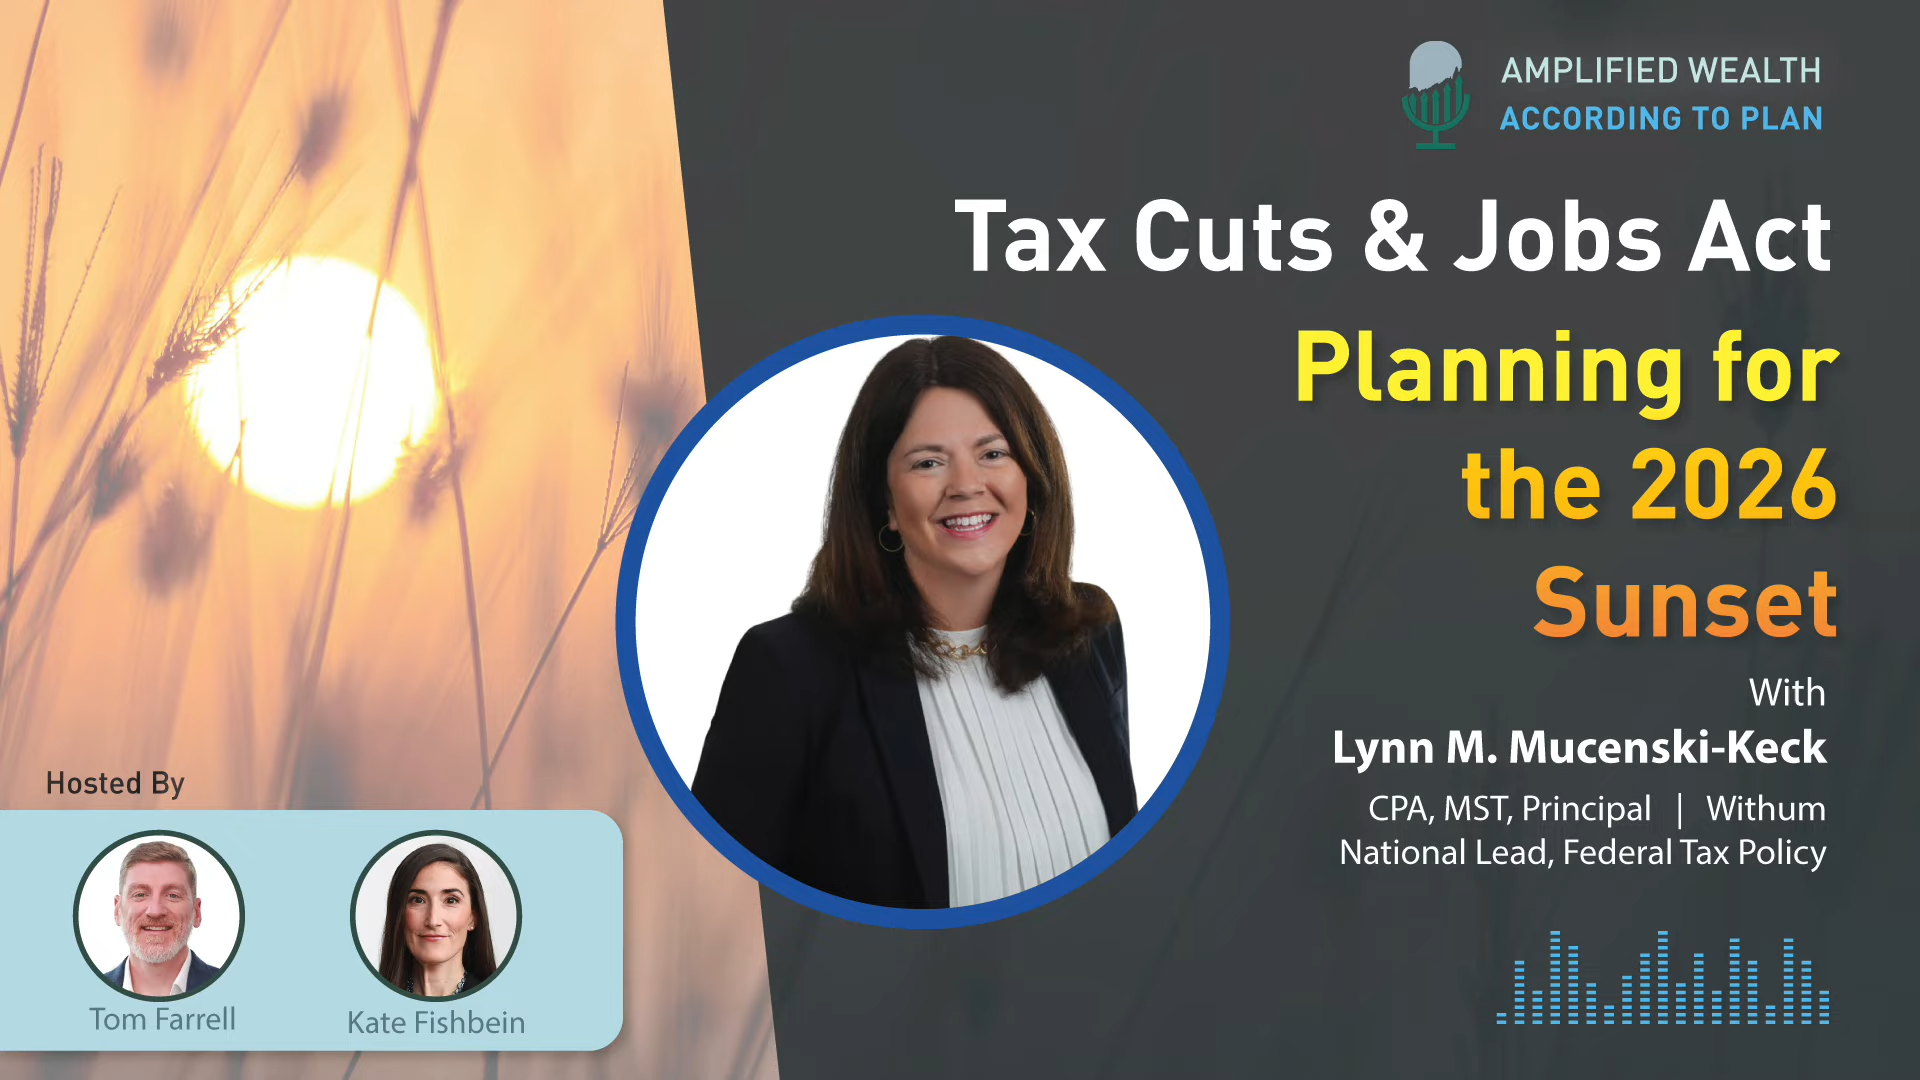 AMPLIFIED WEALTH
ACCORDING TO PLAN
Tax Cuts & Jobs Act
Planning for
the 2026
Sunset
With
Lynn M. Mucenski-Keck
CPA, MST, Principal | Withum
National Lead, Federal Tax Policy
Hosted By
Tom Farrell
Kate Fishbein